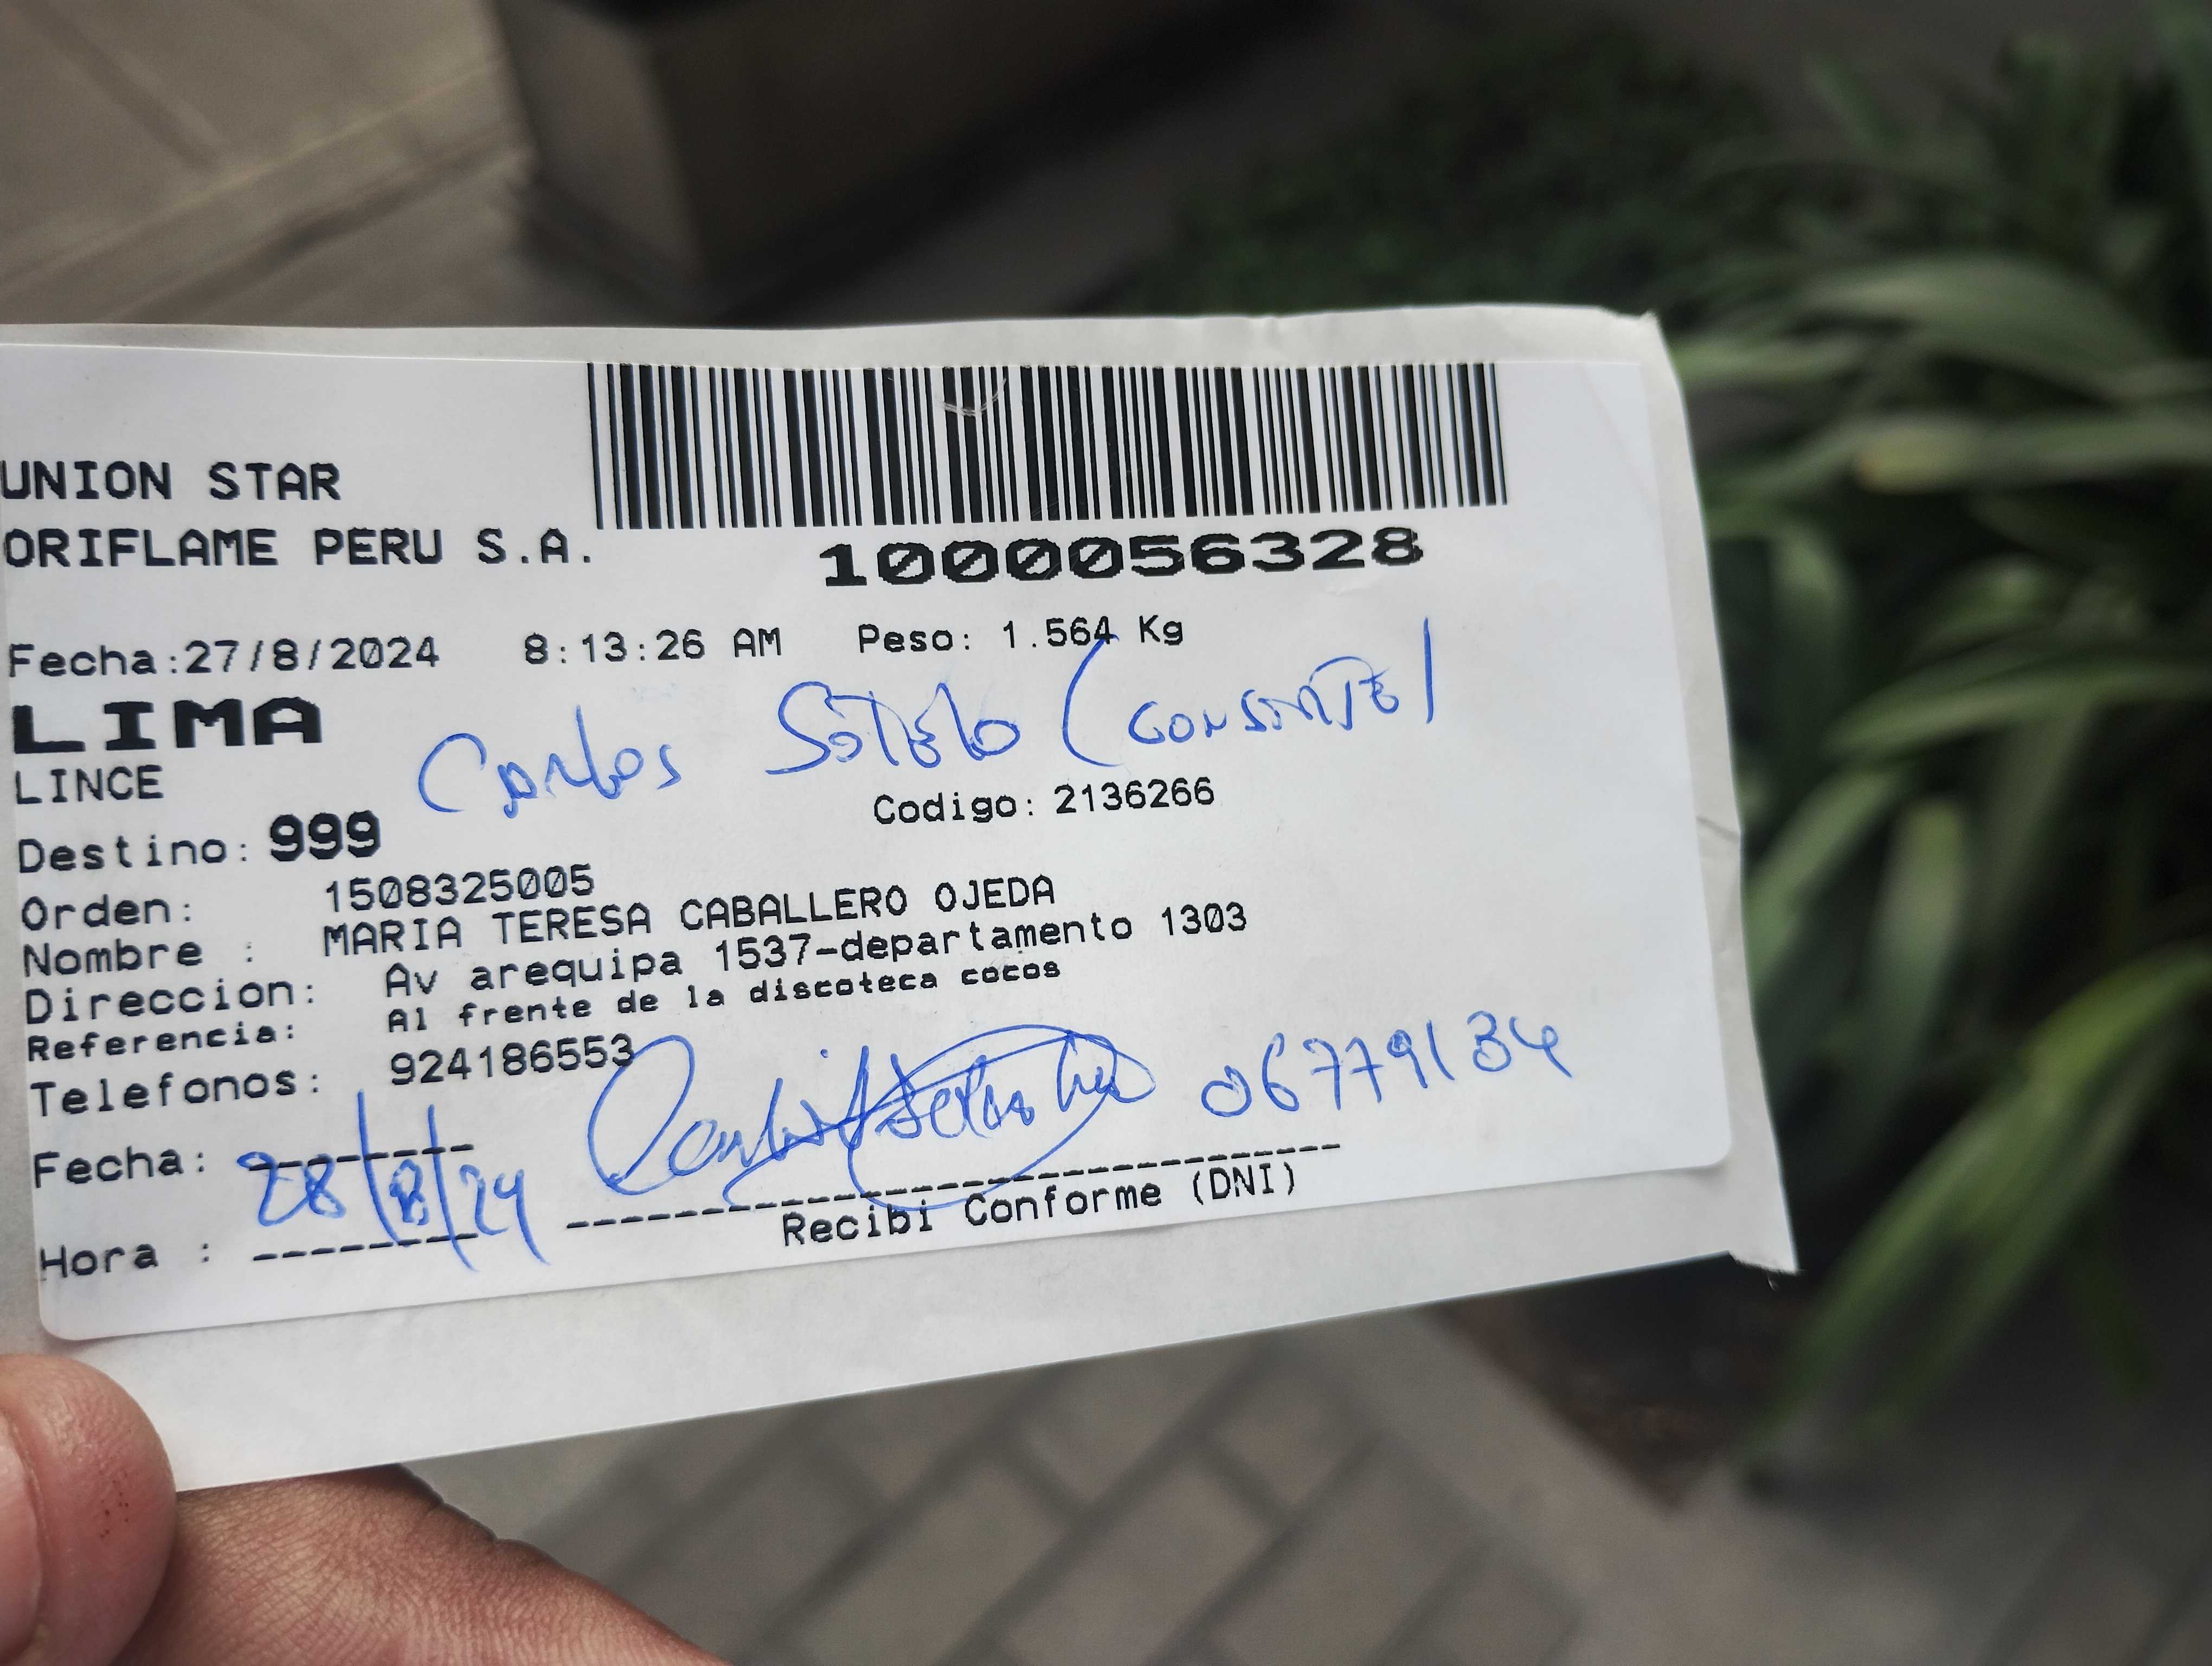 UNION STAR
ORIFLAME PERU S.A.
1000056328
Fecha:27/8/2024 8:13:26 AM Peso: 1.564 Kg
LIMA
Carlos SOTELO (CONSORTE)
LINCE
Codigo: 2136266
Destino: 999
Orden: 1508325005
Nombre : MARIA TERESA CABALLERO OJEDA
Direccion: Av arequipa 1537-departamento 1303
Referencia: Al frente de la discoteca cocos
Telefonos: 924186553
06779134
Fecha: 28/8/24
Recibi Conforme (DNI)
Hora :